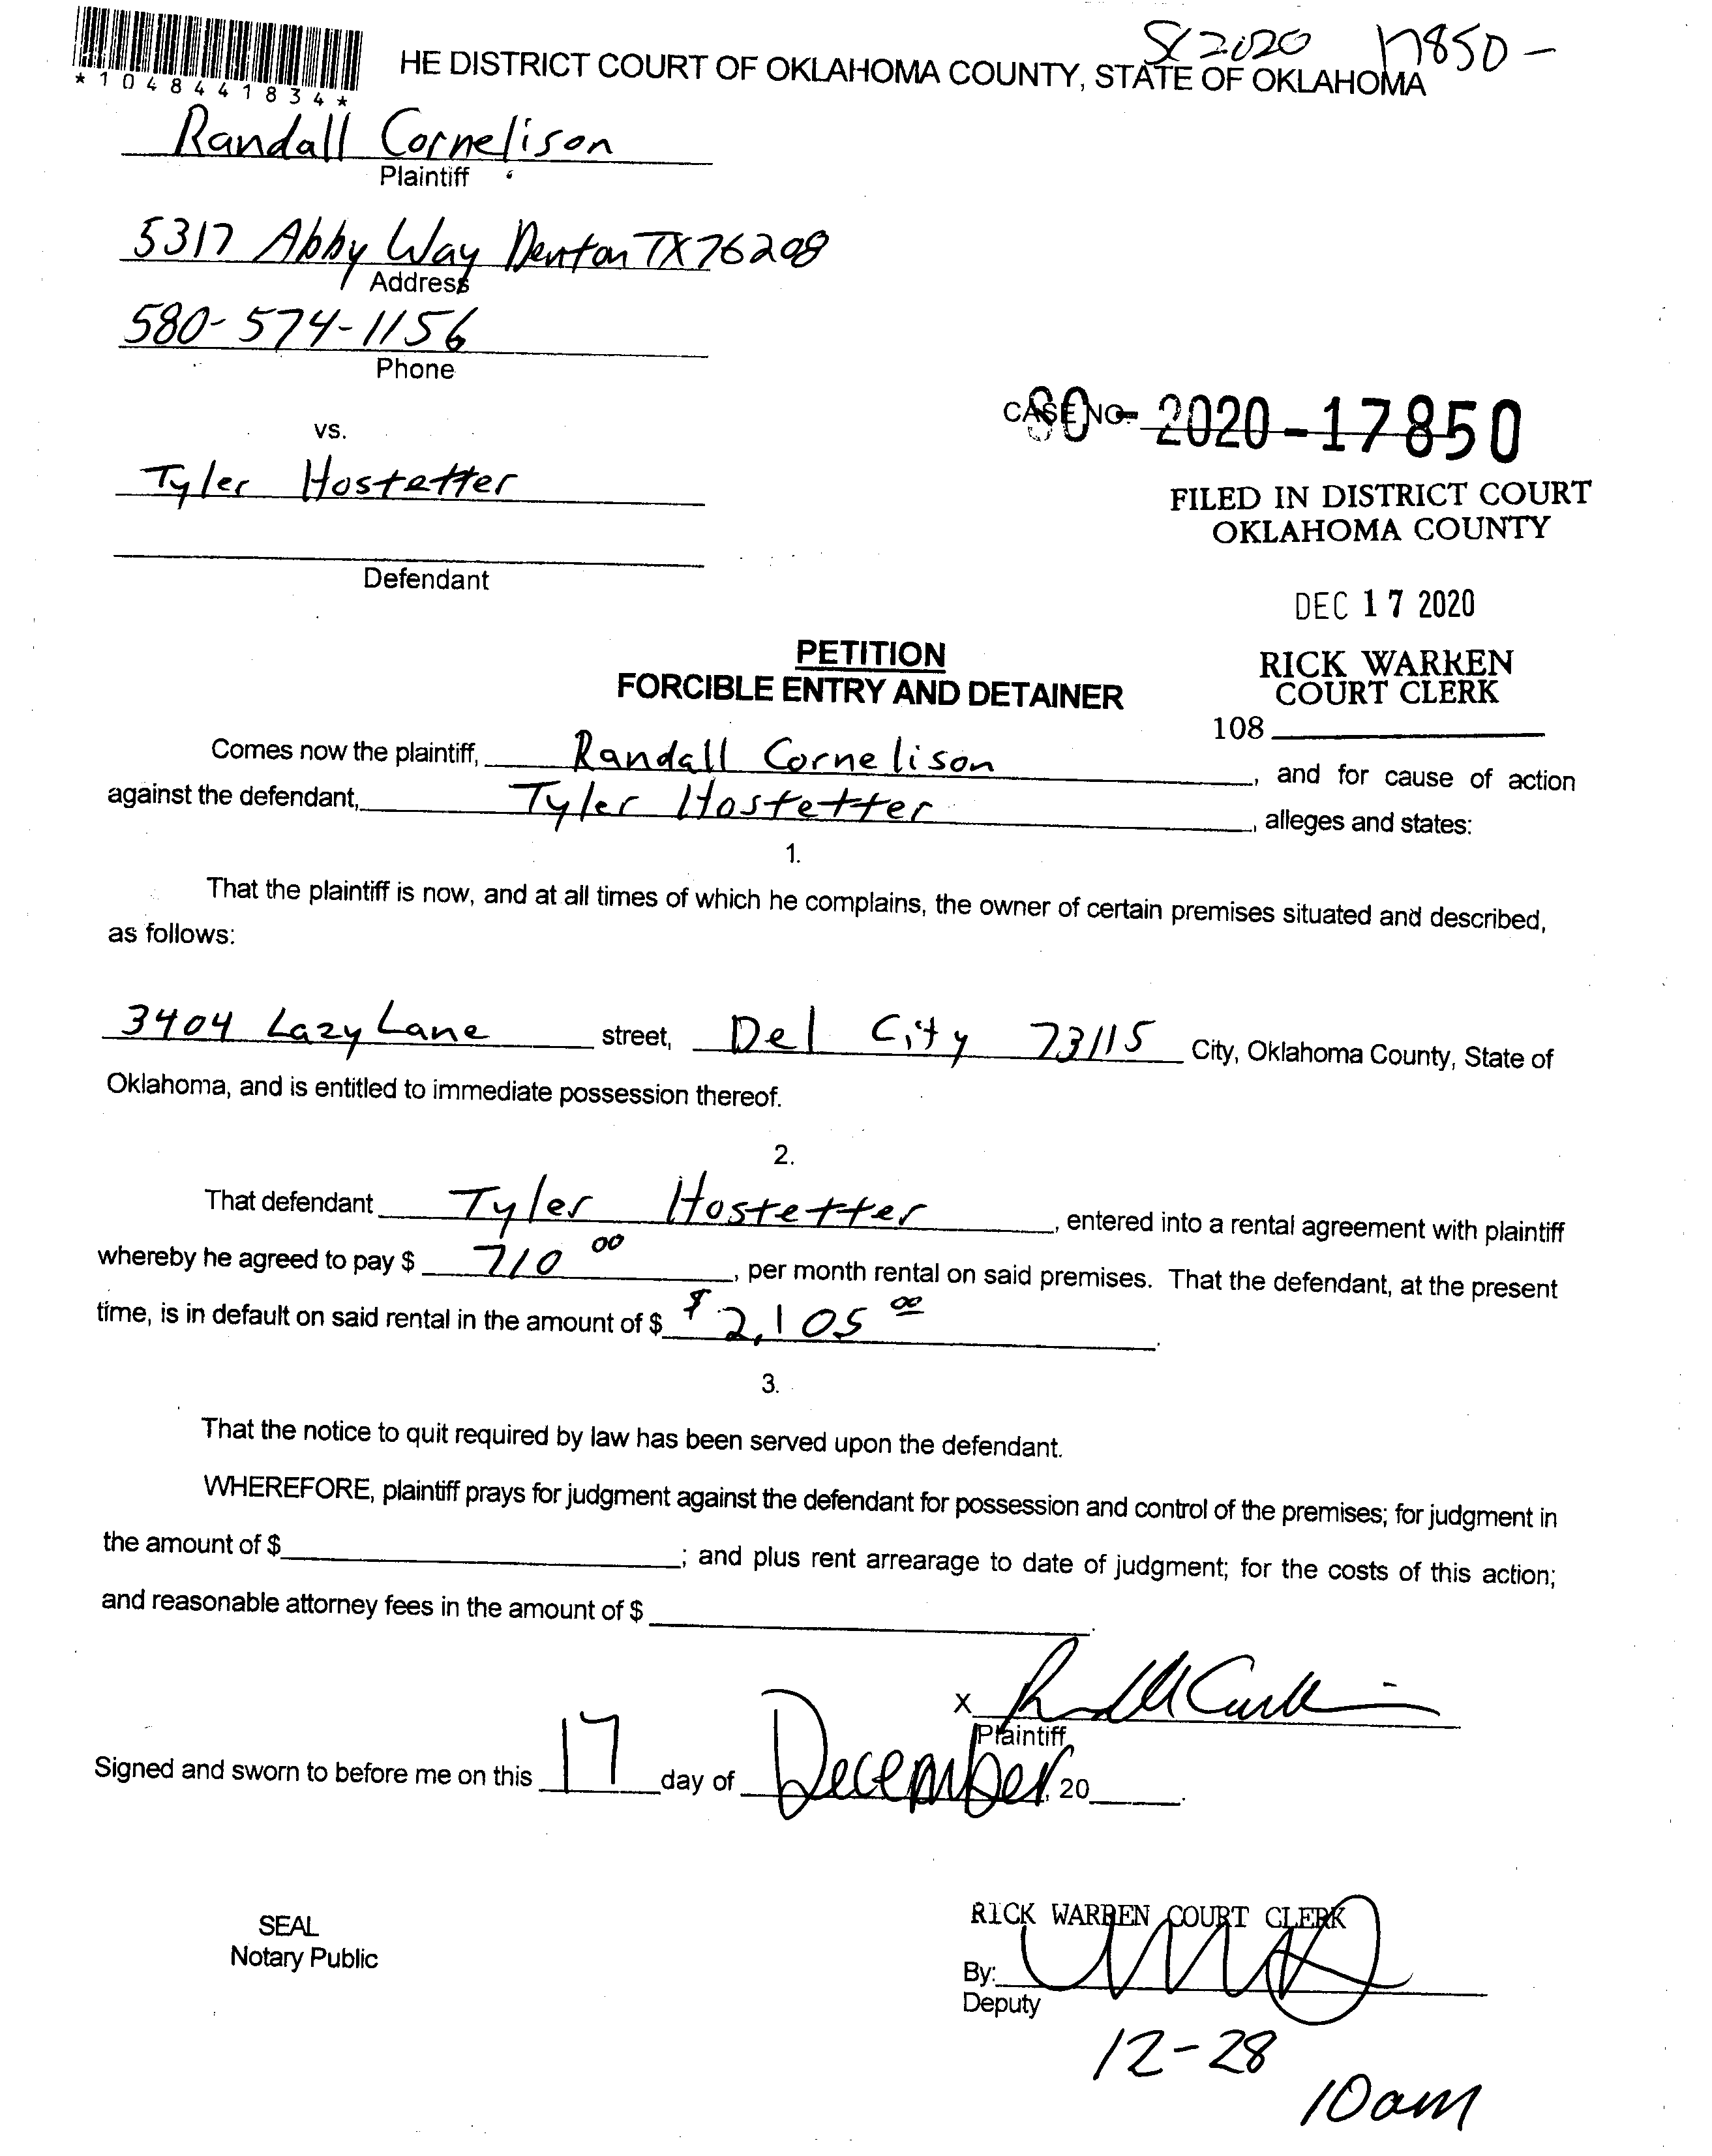 SC2020 17850-
HE DISTRICT COURT OF OKLAHOMA COUNTY, STATE OF OKLAHOMA
*1048441834*
Randall Cornelison
Plaintiff
5317 Abby Way Denton TX 76208
Address
580-574-1156
Phone
CASE NO. 2020-17850
vs.
Tyler Hostetter
FILED IN DISTRICT COURT
OKLAHOMA COUNTY
Defendant
DEC 17 2020
PETITION
FORCIBLE ENTRY AND DETAINER
RICK WARREN
COURT CLERK
108
Comes now the plaintiff, Randall Cornelison, and for cause of action
against the defendant, Tyler Hostetter, alleges and states:
1.
That the plaintiff is now, and at all times of which he complains, the owner of certain premises situated and described,
as follows:
3404 Lazy Lane street, Del City 73115 City, Oklahoma County, State of
Oklahoma, and is entitled to immediate possession thereof.
2.
That defendant Tyler Hostetter, entered into a rental agreement with plaintiff
whereby he agreed to pay $ 710 00, per month rental on said premises. That the defendant, at the present
time, is in default on said rental in the amount of $ $ 2,105 00.
3.
That the notice to quit required by law has been served upon the defendant.
WHEREFORE, plaintiff prays for judgment against the defendant for possession and control of the premises; for judgment in
the amount of $ ; and plus rent arrearage to date of judgment; for the costs of this action;
and reasonable attorney fees in the amount of $ .
X
Plaintiff
Signed and sworn to before me on this 17 day of December, 20 .
SEAL
Notary Public
RICK WARREN COURT CLERK
By:
Deputy
12-28
10am